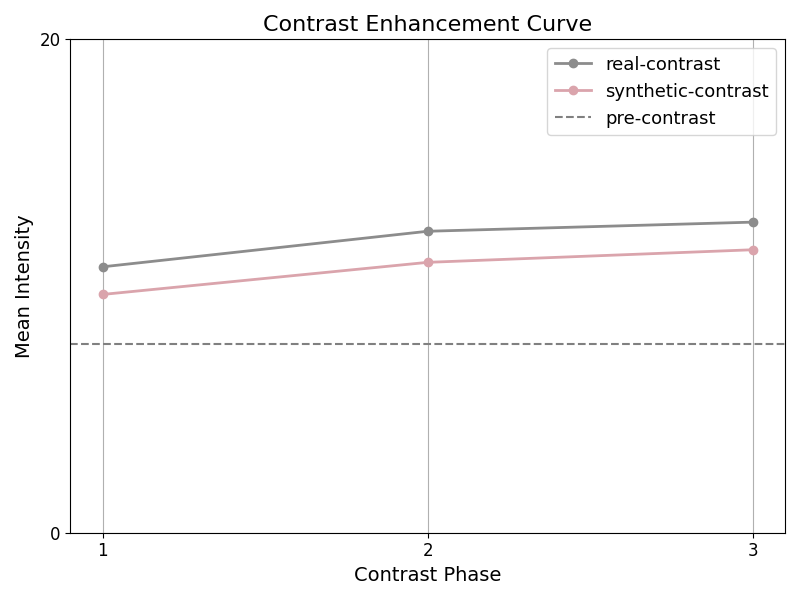 Contrast Enhancement Curve
20
real-contrast
synthetic-contrast
pre-contrast
Mean Intensity
0
1 2 3
Contrast Phase